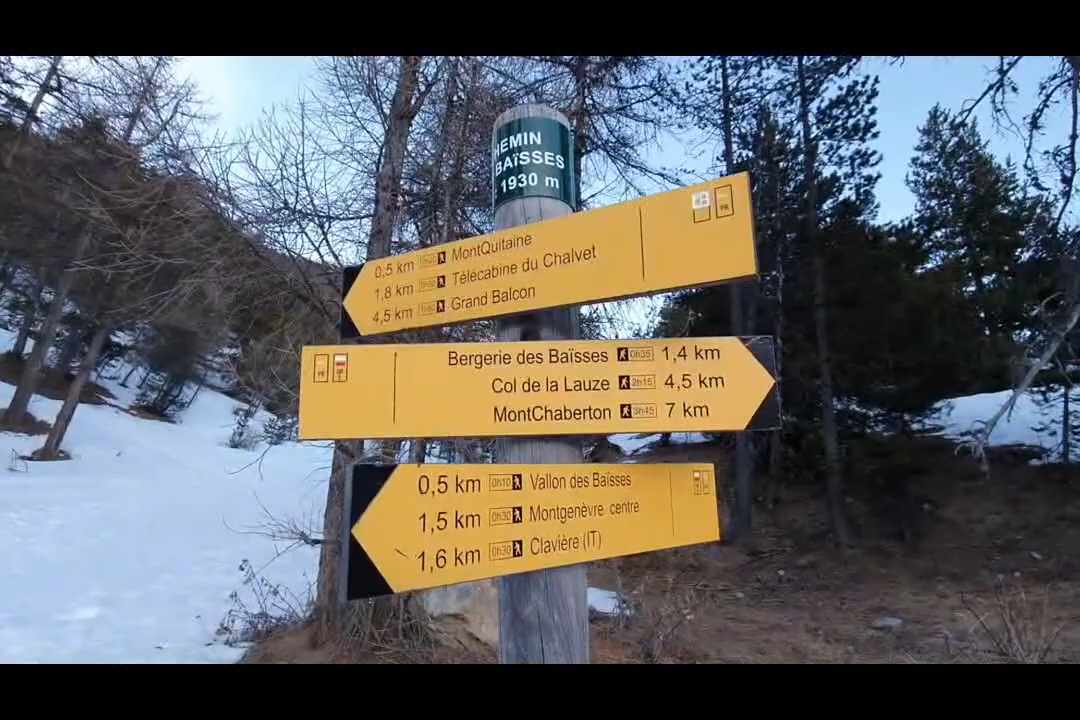 HEMIN
BAÏSSES
1930 m
0,5 km MontQuitaine
1,8 km Télécabine du Chalvet
4,5 km Grand Balcon
Bergerie des Baïsses 0h35 1,4 km
Col de la Lauze 2h15 4,5 km
MontChaberton 3h45 7 km
0,5 km 0h10 Vallon des Baïsses
1,5 km 0h30 Montgenèvre centre
1,6 km 0h30 Clavière (IT)